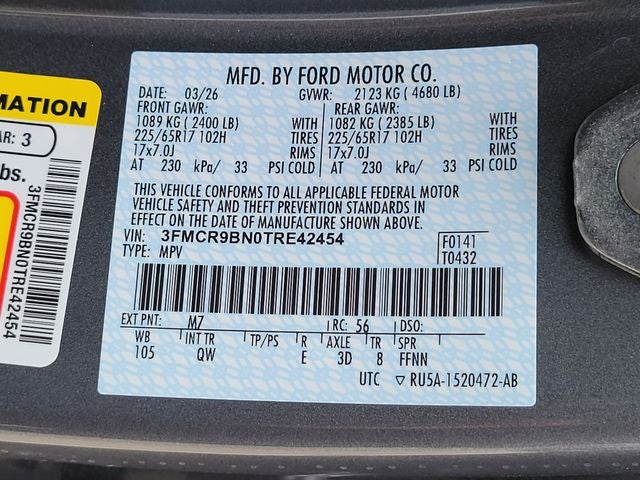 MATION
AR: 3
bs.
3FMCR9BN0TRE42454
MFD. BY FORD MOTOR CO.
DATE: 03/26 GVWR: 2123 KG ( 4680 LB)
FRONT GAWR: REAR GAWR:
1089 KG ( 2400 LB) WITH 1082 KG ( 2385 LB) WITH
225/65R17 102H TIRES 225/65R17 102H TIRES
17x7.0J RIMS 17x7.0J RIMS
AT 230 kPa/ 33 PSI COLD AT 230 kPa/ 33 PSI COLD
THIS VEHICLE CONFORMS TO ALL APPLICABLE FEDERAL MOTOR
VEHICLE SAFETY AND THEFT PREVENTION STANDARDS IN
EFFECT ON THE DATE OF MANUFACTURE SHOWN ABOVE.
VIN: 3FMCR9BN0TRE42454 F0141
TYPE: MPV T0432
EXT PNT: M7 RC: 56 DSO:
WB INT TR TP/PS R AXLE TR SPR
105 QW E 3D 8 FFNN
UTC ▽ RU5A-1520472-AB